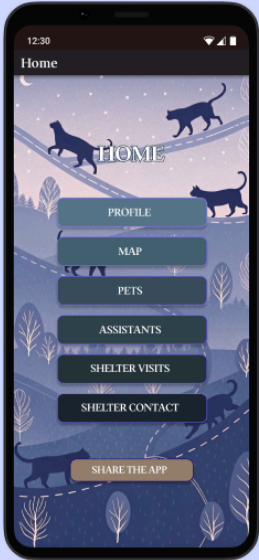 12:30
Home
HOME
PROFILE
MAP
PETS
ASSISTANTS
SHELTER VISITS
SHELTER CONTACT
SHARE THE APP